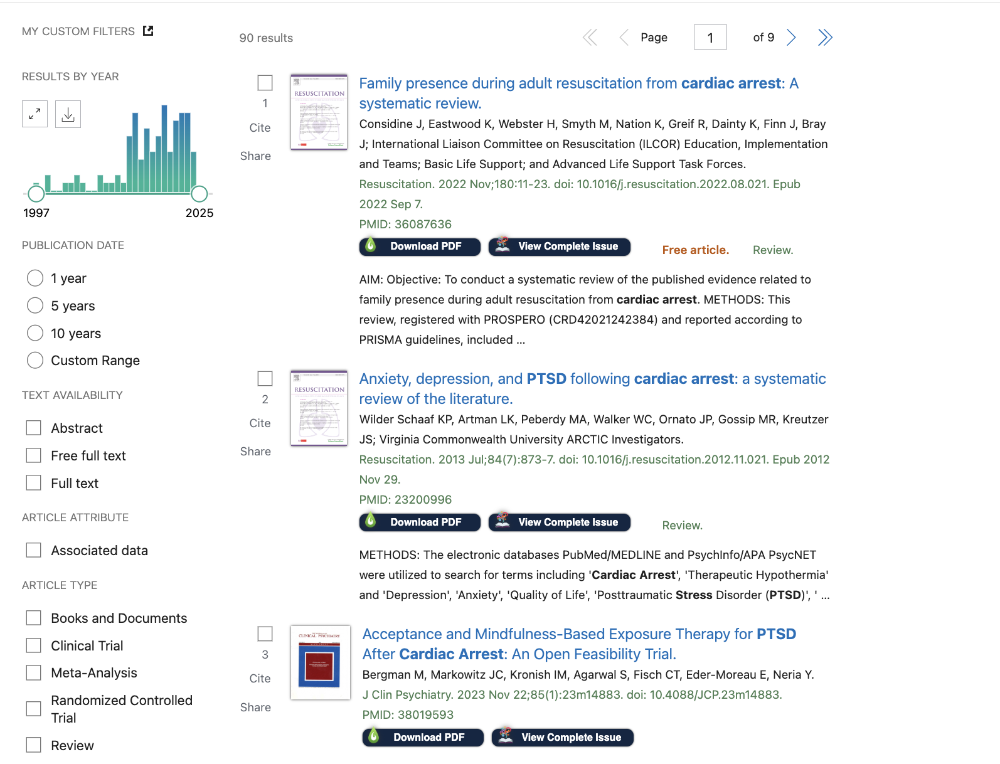 MY CUSTOM FILTERS
RESULTS BY YEAR
1997
2025
PUBLICATION DATE
1 year
5 years
10 years
Custom Range
TEXT AVAILABILITY
Abstract
Free full text
Full text
ARTICLE ATTRIBUTE
Associated data
ARTICLE TYPE
Books and Documents
Clinical Trial
Meta-Analysis
Randomized Controlled
Trial
Review
90 results
Page 1 of 9
1
Cite
Share
RESUSCITATION
Family presence during adult resuscitation from cardiac arrest: A
systematic review.
Considine J, Eastwood K, Webster H, Smyth M, Nation K, Greif R, Dainty K, Finn J, Bray
J; International Liaison Committee on Resuscitation (ILCOR) Education, Implementation
and Teams; Basic Life Support; and Advanced Life Support Task Forces.
Resuscitation. 2022 Nov;180:11-23. doi: 10.1016/j.resuscitation.2022.08.021. Epub
2022 Sep 7.
PMID: 36087636
Download PDF View Complete Issue Free article. Review.
AIM: Objective: To conduct a systematic review of the published evidence related to
family presence during adult resuscitation from cardiac arrest. METHODS: This
review, registered with PROSPERO (CRD42021242384) and reported according to
PRISMA guidelines, included ...
2
Cite
Share
RESUSCITATION
Anxiety, depression, and PTSD following cardiac arrest: a systematic
review of the literature.
Wilder Schaaf KP, Artman LK, Peberdy MA, Walker WC, Ornato JP, Gossip MR, Kreutzer
JS; Virginia Commonwealth University ARCTIC Investigators.
Resuscitation. 2013 Jul;84(7):873-7. doi: 10.1016/j.resuscitation.2012.11.021. Epub 2012
Nov 29.
PMID: 23200996
Download PDF View Complete Issue Review.
METHODS: The electronic databases PubMed/MEDLINE and PsychInfo/APA PsycNET
were utilized to search for terms including 'Cardiac Arrest', 'Therapeutic Hypothermia'
and 'Depression', 'Anxiety', 'Quality of Life', 'Posttraumatic Stress Disorder (PTSD)', ' ...
3
Cite
Share
CLINICAL PSYCHIATRY
Acceptance and Mindfulness-Based Exposure Therapy for PTSD
After Cardiac Arrest: An Open Feasibility Trial.
Bergman M, Markowitz JC, Kronish IM, Agarwal S, Fisch CT, Eder-Moreau E, Neria Y.
J Clin Psychiatry. 2023 Nov 22;85(1):23m14883. doi: 10.4088/JCP.23m14883.
PMID: 38019593
Download PDF View Complete Issue